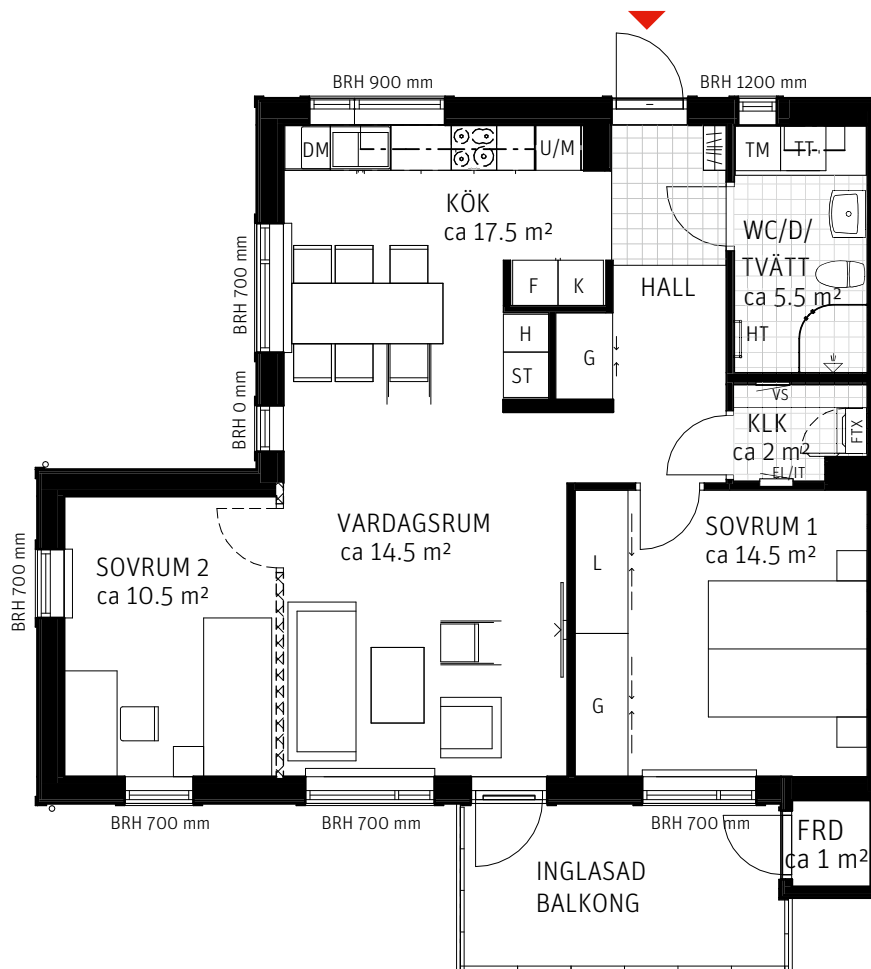 BRH 900 mm
BRH 1200 mm
DM
U/M
TM
TT
KÖK
ca 17.5 m²
WC/D/
TVÄTT
ca 5.5 m²
BRH 700 mm
F
K
HALL
H
ST
G
HT
BRH 0 mm
VS
KLK
ca 2 m²
FTX
EL/IT
VARDAGSRUM
ca 14.5 m²
SOVRUM 1
ca 14.5 m²
SOVRUM 2
ca 10.5 m²
BRH 700 mm
L
G
BRH 700 mm
BRH 700 mm
BRH 700 mm
FRD
ca 1 m²
INGLASAD
BALKONG